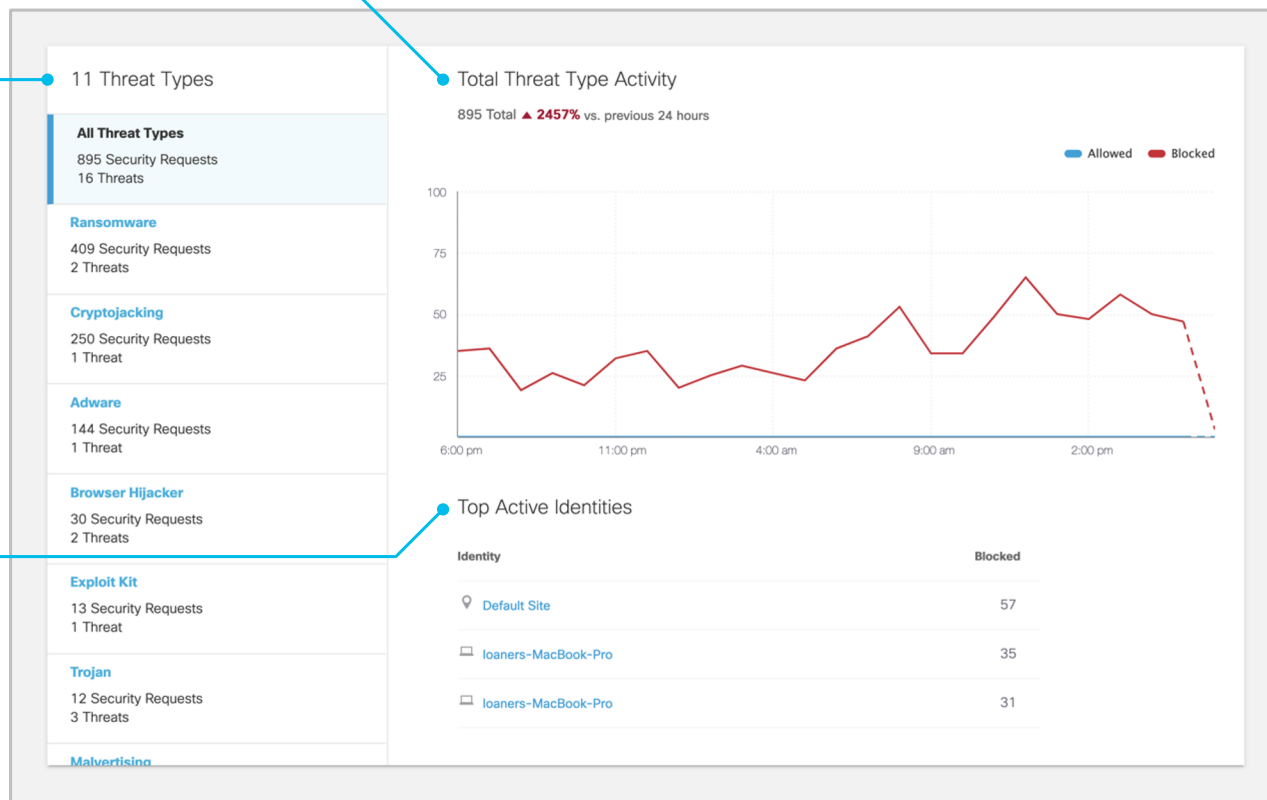 11 Threat Types
All Threat Types
895 Security Requests
16 Threats
Ransomware
409 Security Requests
2 Threats
Cryptojacking
250 Security Requests
1 Threat
Adware
144 Security Requests
1 Threat
Browser Hijacker
30 Security Requests
2 Threats
Exploit Kit
13 Security Requests
1 Threat
Trojan
12 Security Requests
3 Threats
Malvertising
Total Threat Type Activity
895 Total ▲ 2457% vs. previous 24 hours
Allowed Blocked
100
75
50
25
6:00 pm 11:00 pm 4:00 am 9:00 am 2:00 pm
Top Active Identities
Identity Blocked
Default Site 57
loaners-MacBook-Pro 35
loaners-MacBook-Pro 31